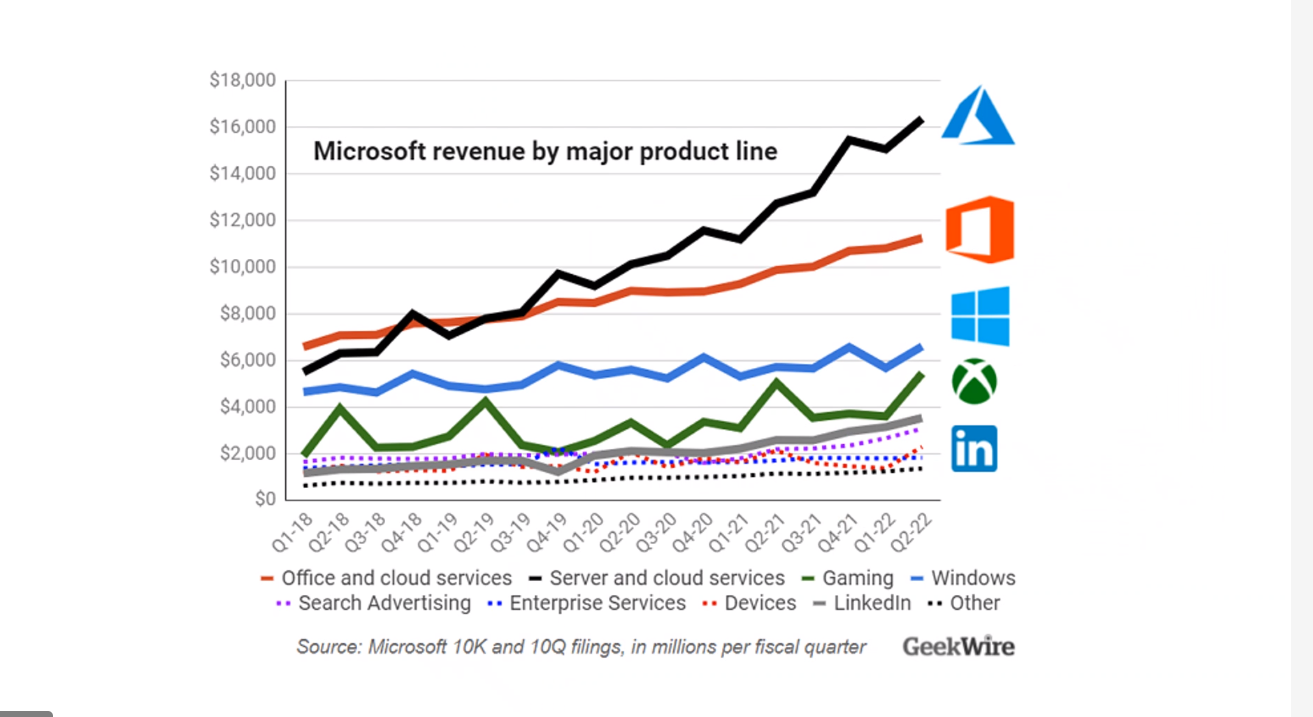 $18,000
$16,000
Microsoft revenue by major product line
$14,000
$12,000
$10,000
$8,000
$6,000
$4,000
$2,000
$0
Q1-18 Q2-18 Q3-18 Q4-18 Q1-19 Q2-19 Q3-19 Q4-19 Q1-20 Q2-20 Q3-20 Q4-20 Q1-21 Q2-21 Q3-21 Q4-21 Q1-22 Q2-22
in
Office and cloud services Server and cloud services Gaming Windows
Search Advertising Enterprise Services Devices LinkedIn Other
Source: Microsoft 10K and 10Q filings, in millions per fiscal quarter GeekWire